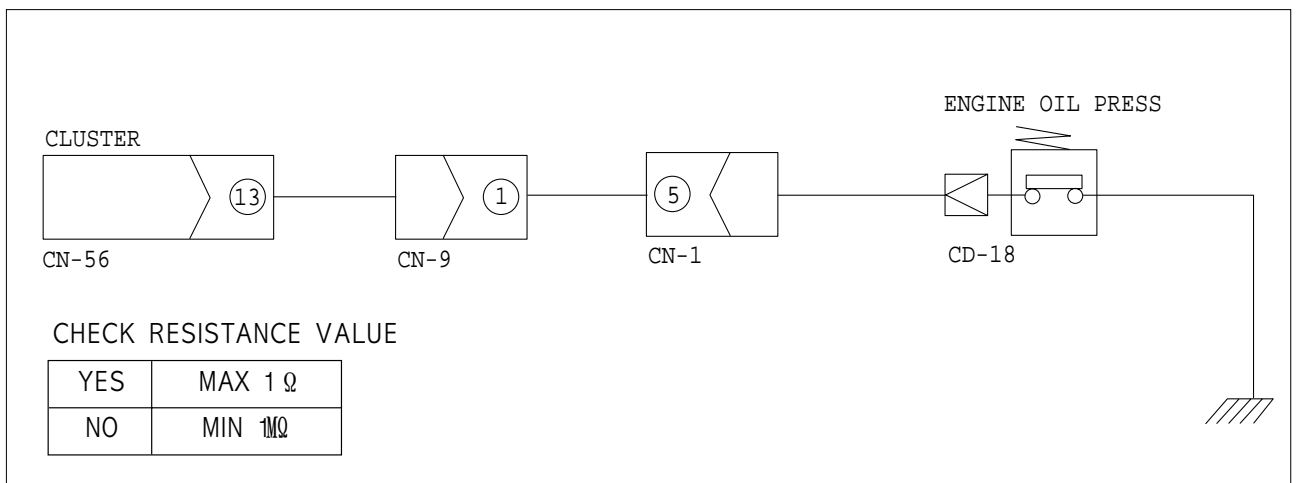 ENGINE OIL PRESS
CLUSTER
13 1 5
CN-56 CN-9 CN-1 CD-18
CHECK RESISTANCE VALUE
YES MAX 1 Ω
NO MIN 1MΩ